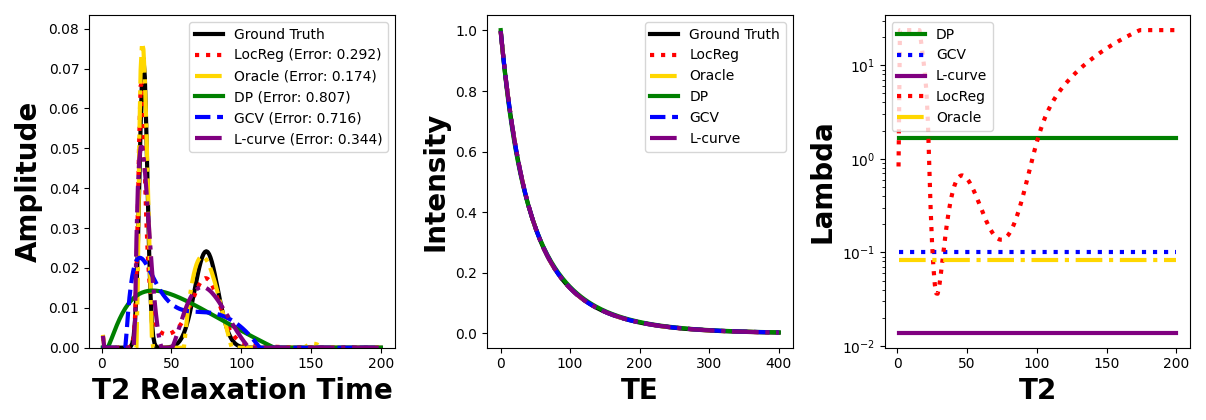 Amplitude
0.08
0.07
0.06
0.05
0.04
0.03
0.02
0.01
0.00
Ground Truth
LocReg (Error: 0.292)
Oracle (Error: 0.174)
DP (Error: 0.807)
GCV (Error: 0.716)
L-curve (Error: 0.344)
0 50 100 150 200
T2 Relaxation Time
Intensity
1.0
0.8
0.6
0.4
0.2
0.0
Ground Truth
LocReg
Oracle
DP
GCV
L-curve
0 100 200 300 400
TE
Lambda
10¹
10⁰
10⁻¹
10⁻²
DP
GCV
L-curve
LocReg
Oracle
0 50 100 150 200
T2